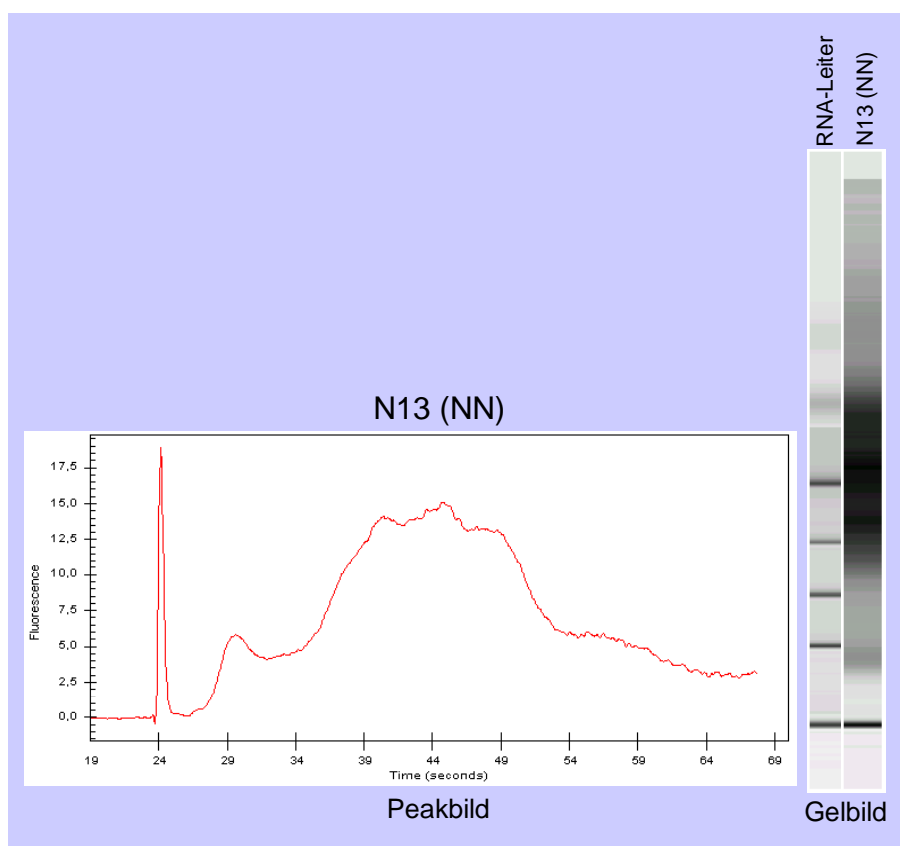 RNA-Leiter
N13 (NN)
N13 (NN)
17,5
15,0
12,5
10,0
7,5
5,0
2,5
0,0
Fluorescence
19 24 29 34 39 44 49 54 59 64 69
Time (seconds)
Peakbild
Gelbild